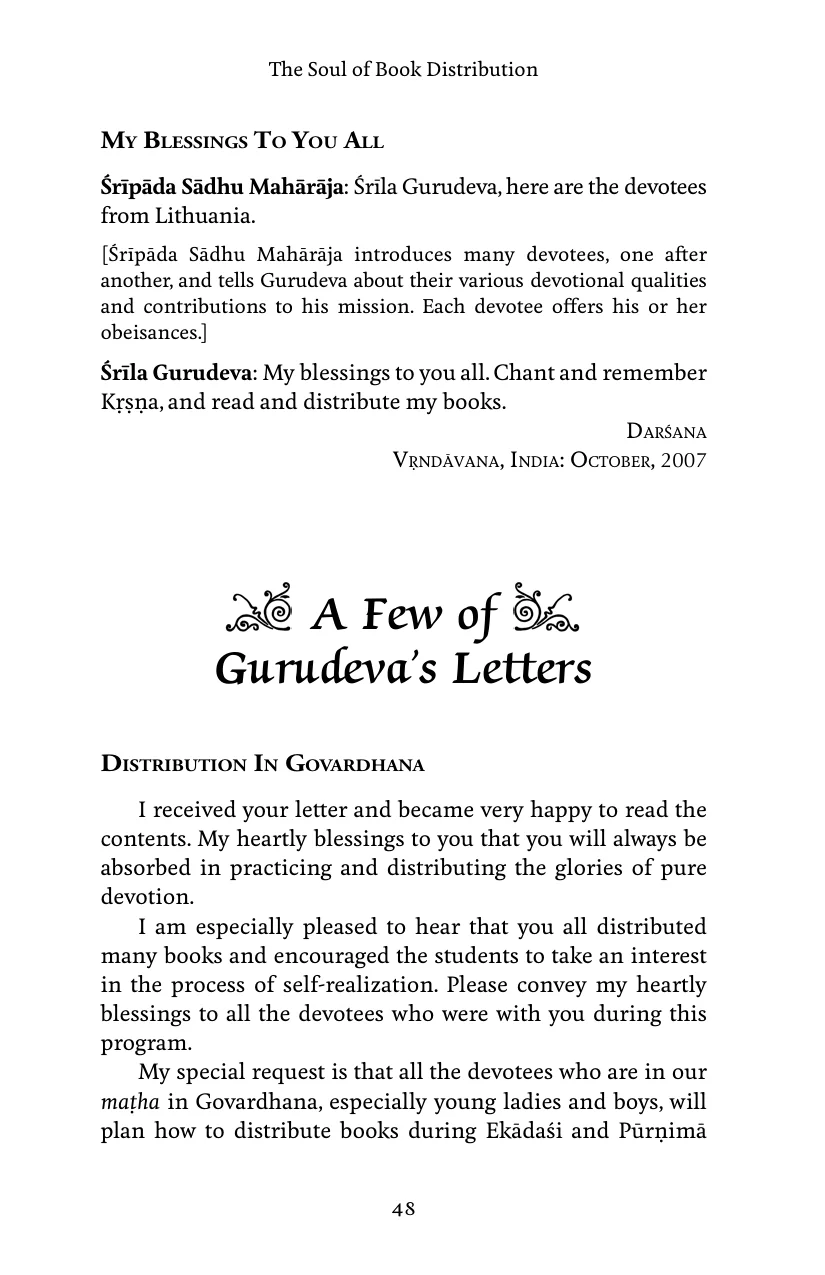 The Soul of Book Distribution
My Blessings To You All
Śrīpāda Sādhu Mahārāja: Śrīla Gurudeva, here are the devotees
from Lithuania.
[Śrīpāda Sādhu Mahārāja introduces many devotees, one after
another, and tells Gurudeva about their various devotional qualities
and contributions to his mission. Each devotee offers his or her
obeisances.]
Śrīla Gurudeva: My blessings to you all. Chant and remember
Kṛṣṇa, and read and distribute my books.
Darśana
Vṛndāvana, India: October, 2007
A Few of
Gurudeva’s Letters
Distribution In Govardhana
I received your letter and became very happy to read the
contents. My heartly blessings to you that you will always be
absorbed in practicing and distributing the glories of pure
devotion.
I am especially pleased to hear that you all distributed
many books and encouraged the students to take an interest
in the process of self-realization. Please convey my heartly
blessings to all the devotees who were with you during this
program.
My special request is that all the devotees who are in our
maṭha in Govardhana, especially young ladies and boys, will
plan how to distribute books during Ekādaśi and Pūrṇimā
48